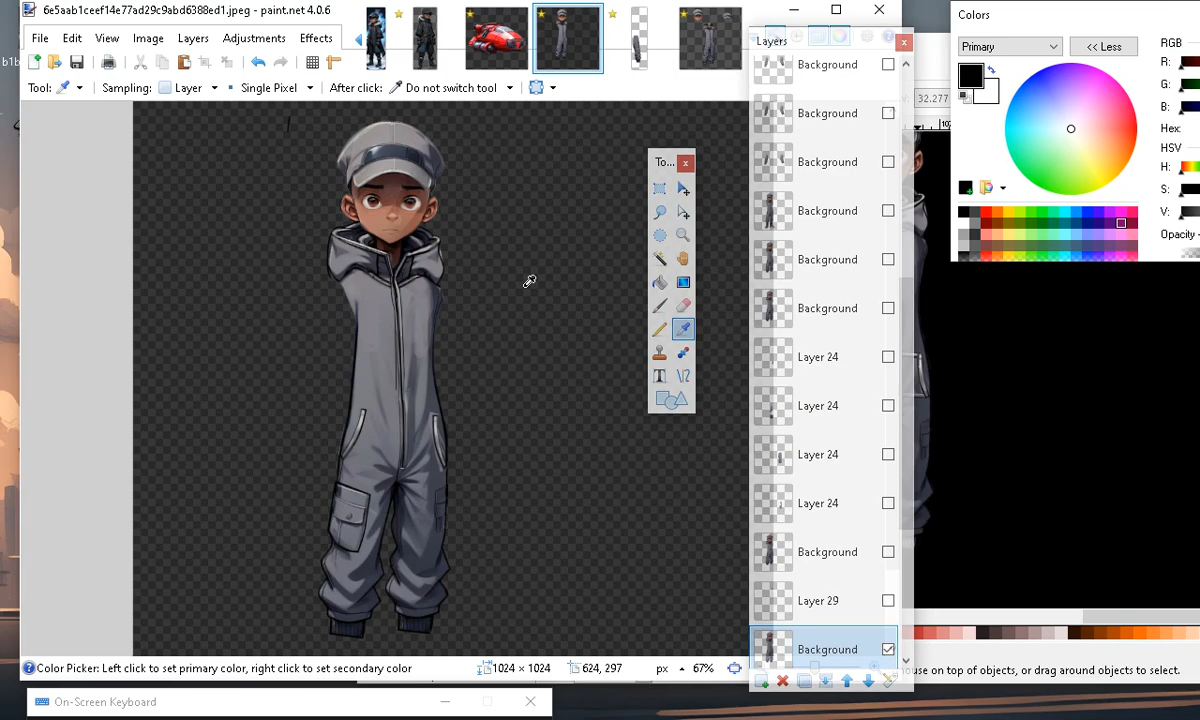 6e5aab1ceef14e77ad29c9abd6388ed1.jpeg - paint.net 4.0.6
File Edit View Image Layers Adjustments Effects
Tool: Sampling: Layer Single Pixel After click: Do not switch tool
To...
Layers
Background
Background
Background
Background
Background
Background
Layer 24
Layer 24
Layer 24
Layer 24
Background
Layer 29
Background
Colors
Primary
<< Less
RGB
R:
G:
B:
Hex:
HSV
H:
S:
V:
Opacity -
32.277
Color Picker: Left click to set primary color, right click to set secondary color
1024 × 1024
624, 297
px
67%
ouse on top of objects, or drag around objects to select.
On-Screen Keyboard